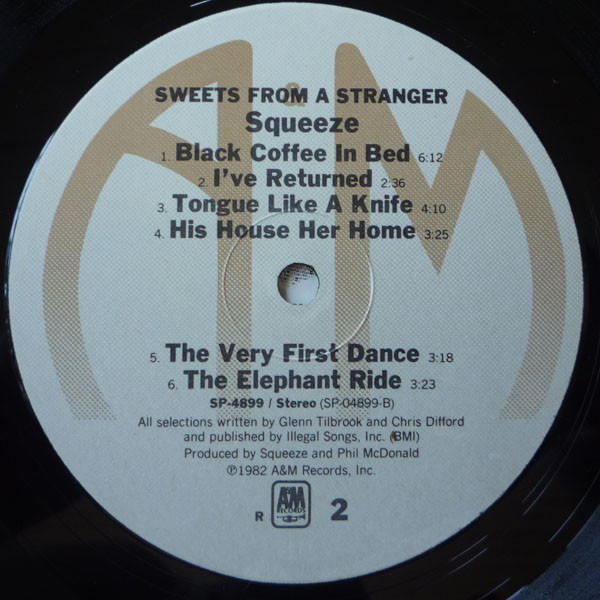 SWEETS FROM A STRANGER
Squeeze
1. Black Coffee In Bed 6:12
2. I've Returned 2:36
3. Tongue Like A Knife 4:10
4. His House Her Home 3:25
5. The Very First Dance 3:18
6. The Elephant Ride 3:23
SP-4899 / Stereo (SP-04899-B)
All selections written by Glenn Tilbrook and Chris Difford
and published by Illegal Songs, Inc. (BMI)
Produced by Squeeze and Phil McDonald
℗1982 A&M Records, Inc.
R A&M RECORDS 2
A&M